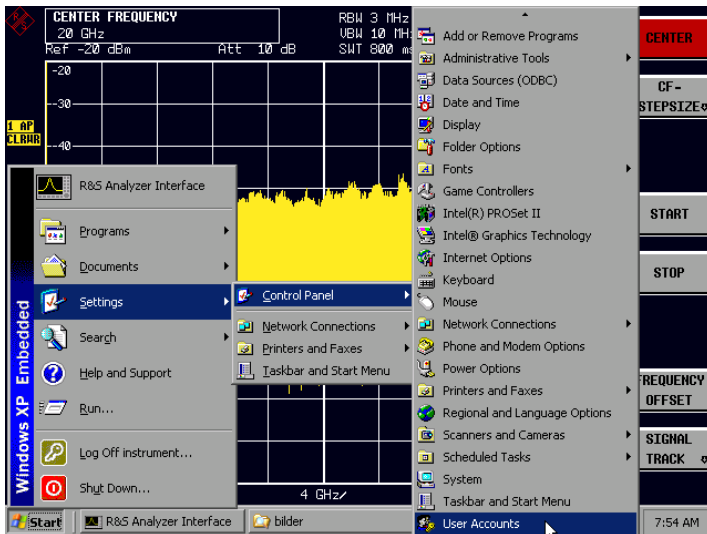 CENTER FREQUENCY
20 GHz
Ref -20 dBm
Att 10 dB
RBW 3 MHz
VBW 10 MH
SWT 800 m
-20
-30
-40
1 AP
CLRWR
4 GHz/
R&S Analyzer Interface
Programs
Documents
Settings
Search
Help and Support
Run...
Log Off instrument...
Shut Down...
Windows XP Embedded
Control Panel
Network Connections
Printers and Faxes
Taskbar and Start Menu
Add or Remove Programs
Administrative Tools
Data Sources (ODBC)
Date and Time
Display
Folder Options
Fonts
Game Controllers
Intel(R) PROSet II
Intel® Graphics Technology
Internet Options
Keyboard
Mouse
Network Connections
Phone and Modem Options
Power Options
Printers and Faxes
Regional and Language Options
Scanners and Cameras
Scheduled Tasks
System
Taskbar and Start Menu
User Accounts
CENTER
CF-
STEPSIZE
START
STOP
FREQUENCY
OFFSET
SIGNAL
TRACK
Start
R&S Analyzer Interface
bilder
7:54 AM